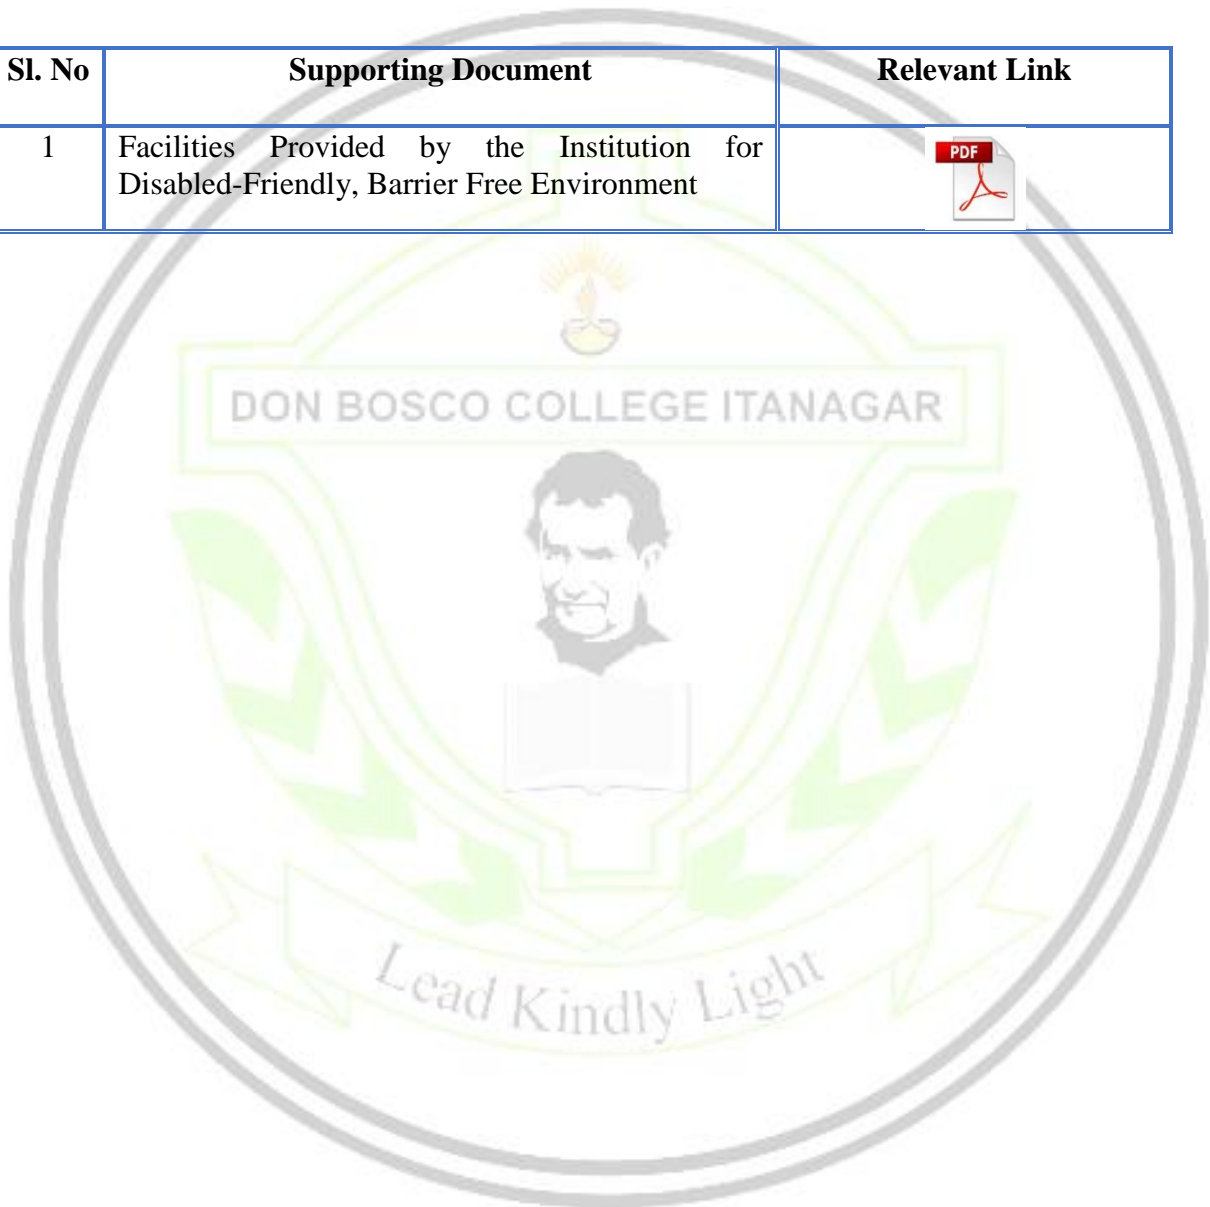 Sl. No Supporting Document Relevant Link
1 Facilities Provided by the Institution for
Disabled-Friendly, Barrier Free Environment
PDF
DON BOSCO COLLEGE ITANAGAR
Lead Kindly Light